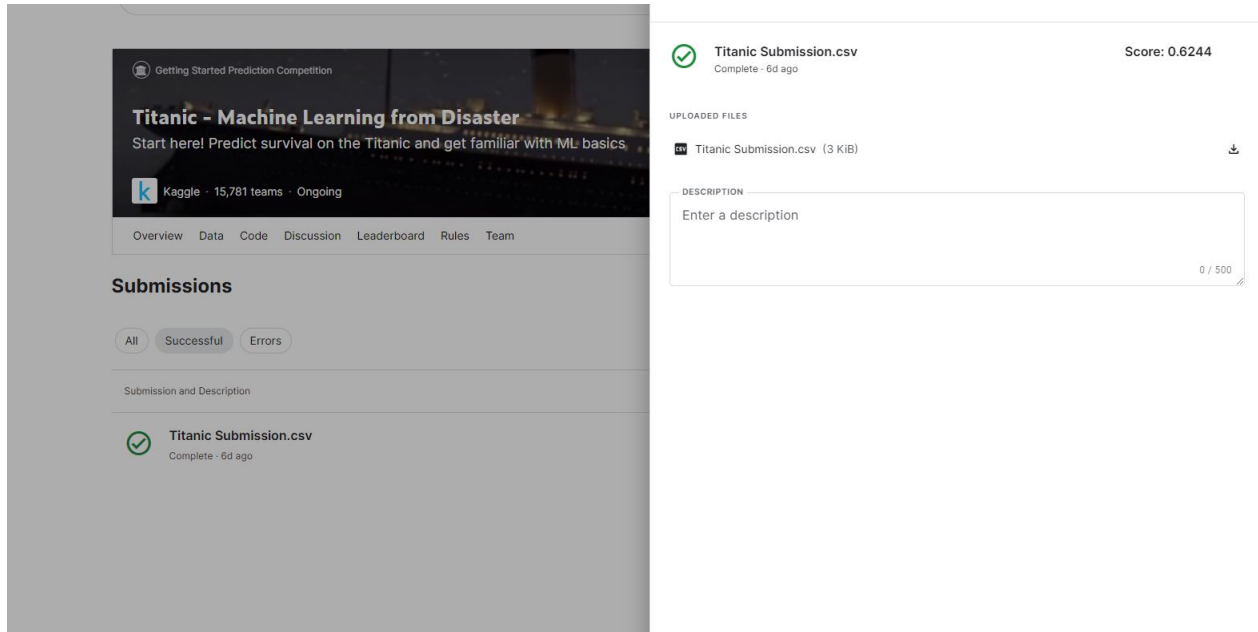 Getting Started Prediction Competition
Titanic - Machine Learning from Disaster
Start here! Predict survival on the Titanic and get familiar with ML basics
k Kaggle · 15,781 teams · Ongoing
Overview Data Code Discussion Leaderboard Rules Team
Submissions
All Successful Errors
Submission and Description
Titanic Submission.csv
Complete · 6d ago
Titanic Submission.csv Score: 0.6244
Complete · 6d ago
UPLOADED FILES
CSV Titanic Submission.csv (3 KiB)
DESCRIPTION
Enter a description
0 / 500